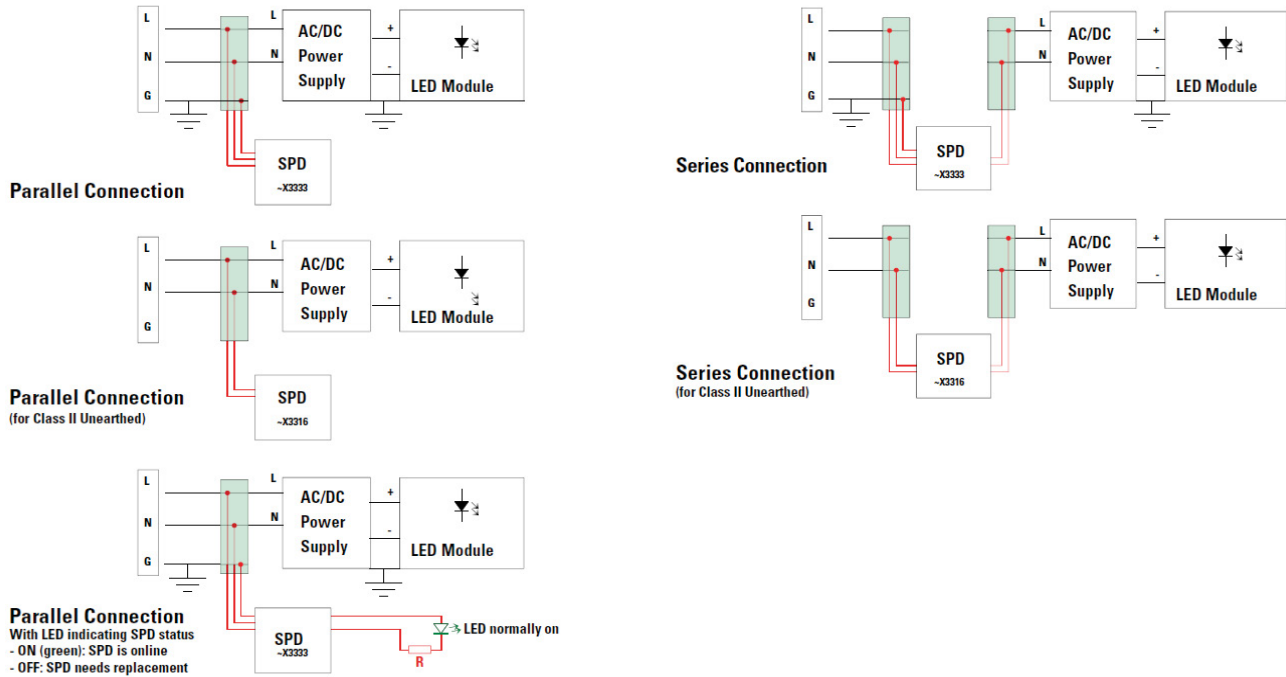 L
N
G
L
N
AC/DC
Power
Supply
+
-
LED Module
SPD
~X3333
Parallel Connection
L
N
G
L
N
AC/DC
Power
Supply
+
-
LED Module
SPD
~X3333
Series Connection
L
N
G
L
N
AC/DC
Power
Supply
+
-
LED Module
SPD
~X3316
Parallel Connection
(for Class II Unearthed)
L
N
G
L
N
AC/DC
Power
Supply
+
-
LED Module
SPD
~X3316
Series Connection
(for Class II Unearthed)
L
N
G
L
N
AC/DC
Power
Supply
+
-
LED Module
SPD
~X3333
LED normally on
R
Parallel Connection
With LED indicating SPD status
- ON (green): SPD is online
- OFF: SPD needs replacement